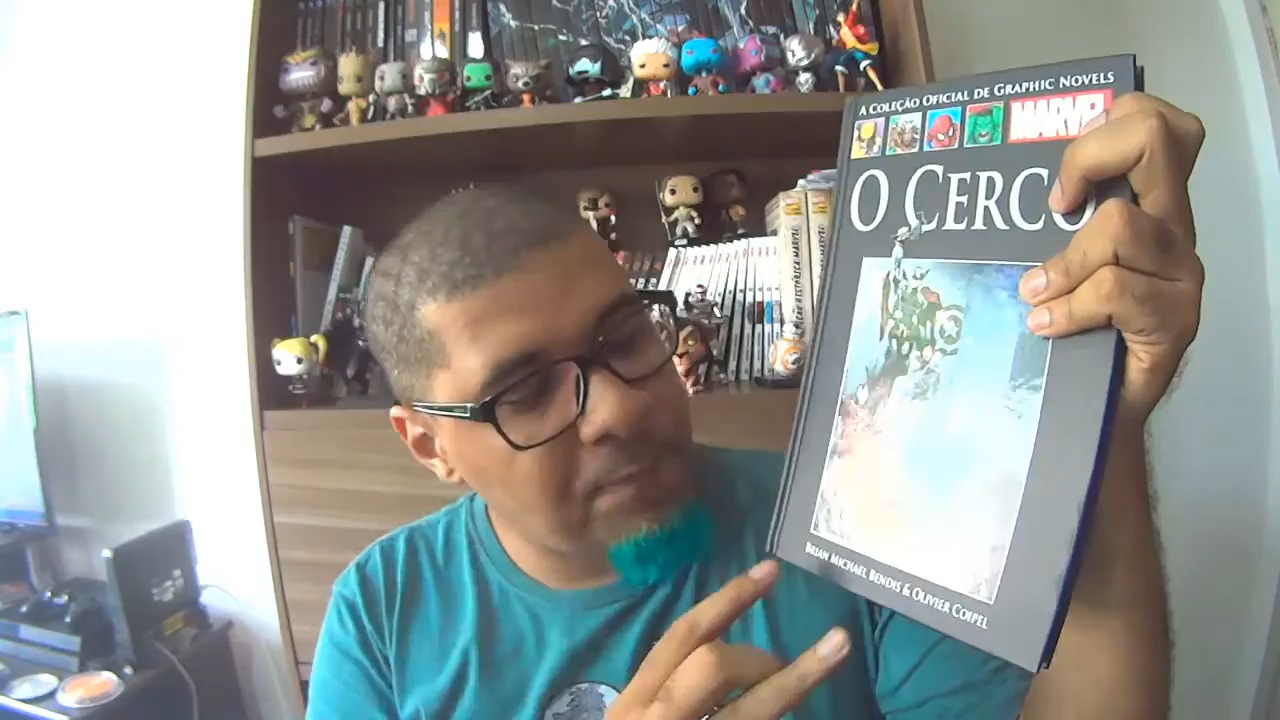 A COLEÇÃO OFICIAL DE GRAPHIC NOVELS
MARVEL
O CERCO
BRIAN MICHAEL BENDIS & OLIVIER COIPEL